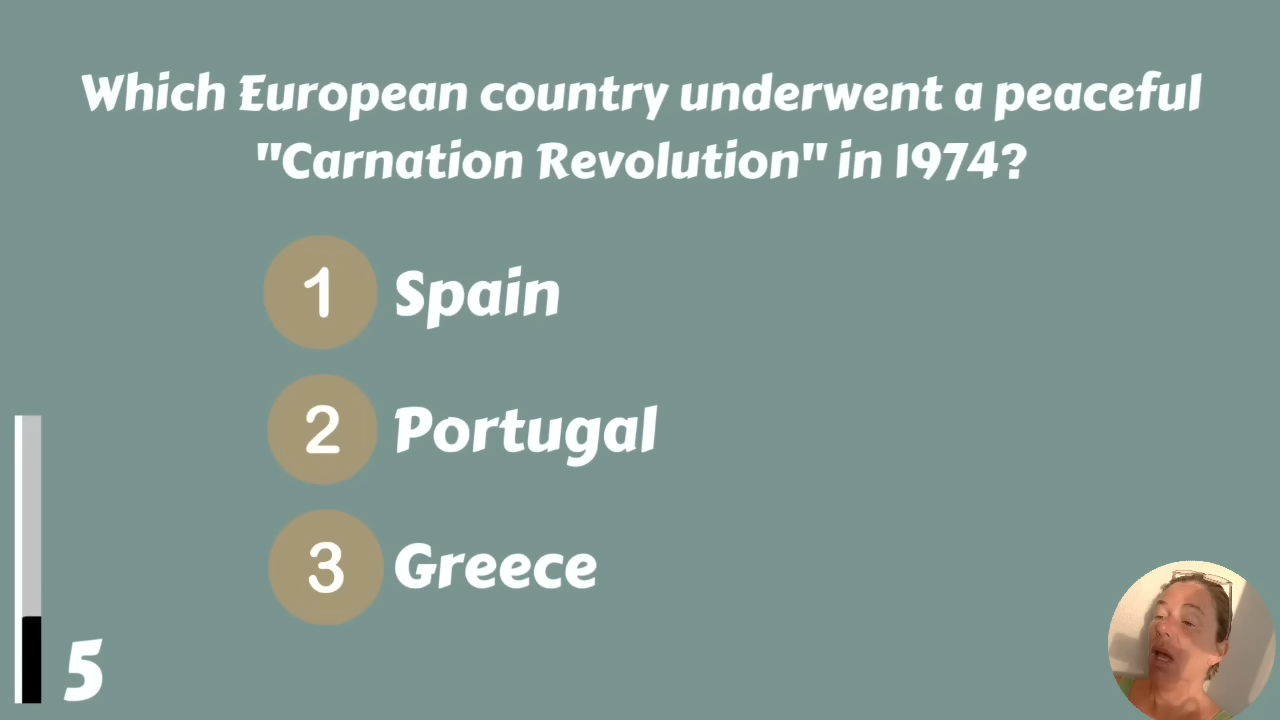 Which European country underwent a peaceful
"Carnation Revolution" in 1974?
1 Spain
2 Portugal
3 Greece
5